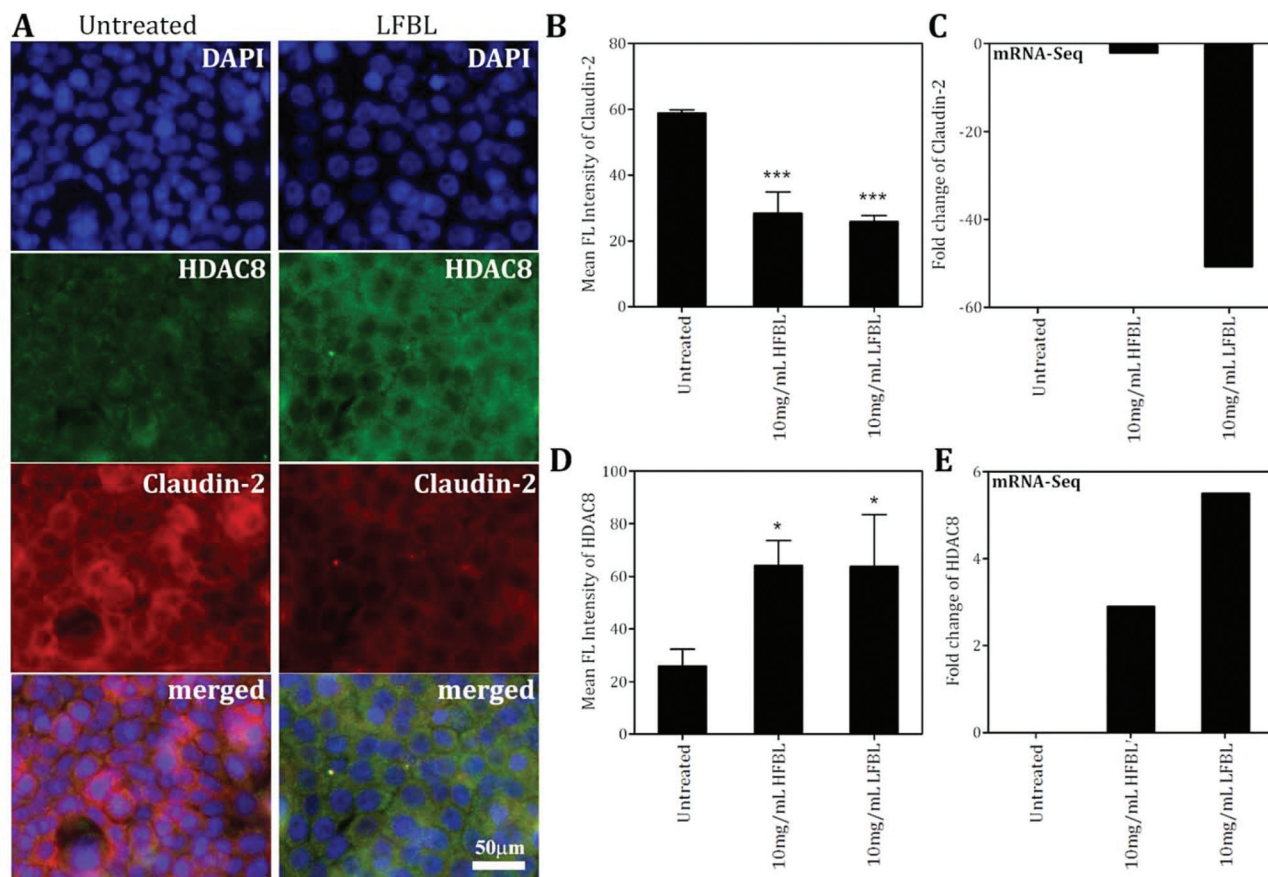 A
Untreated
LFBL
DAPI
DAPI
HDAC8
HDAC8
Claudin-2
Claudin-2
merged
merged
50μm
B
Mean FL Intensity of Claudin-2
80
60
40
20
0
***
***
Untreated
10mg/mL HFBL
10mg/mL LFBL
C
mRNA-Seq
Fold change of Claudin-2
0
-20
-40
-60
Untreated
10mg/mL HFBL
10mg/mL LFBL
D
Mean FL Intensity of HDAC8
100
80
60
40
20
0
*
*
Untreated
10mg/mL HFBL
10mg/mL LFBL
E
mRNA-Seq
Fold change of HDAC8
6
4
2
0
Untreated
10mg/mL HFBL'
10mg/mL LFBL